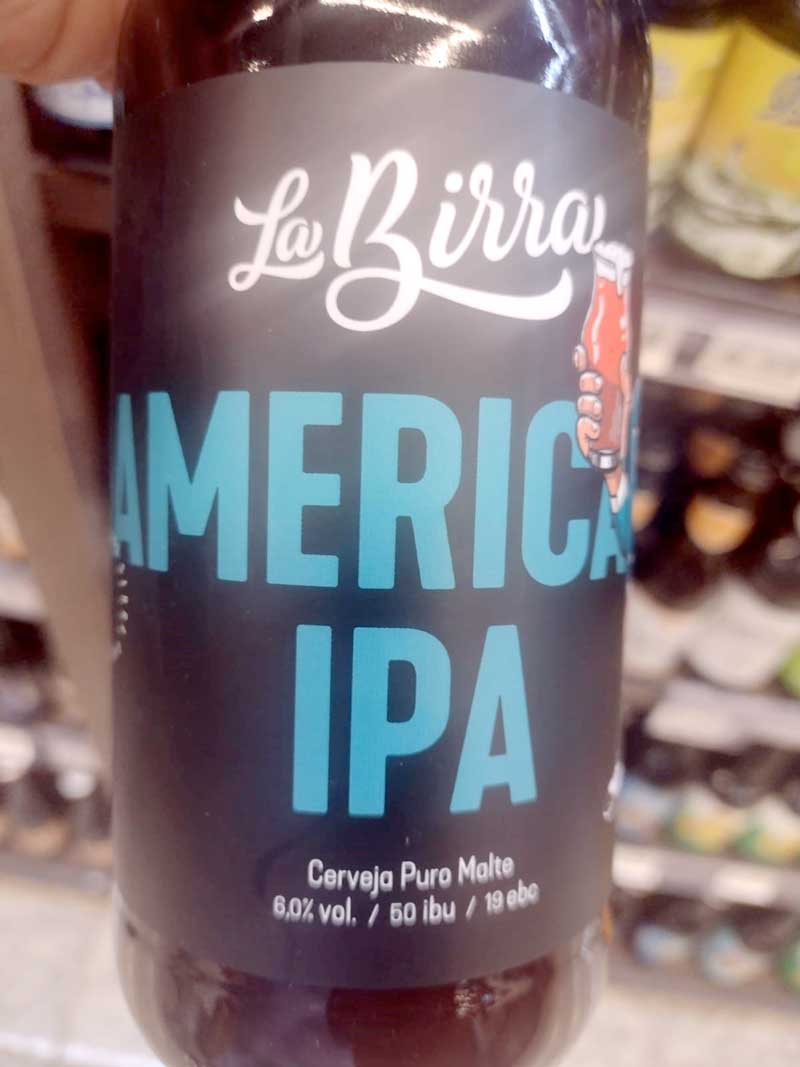 La Birra
AMERICA
IPA
Cerveja Puro Malte
6,0% vol. / 50 ibu / 19 ebc